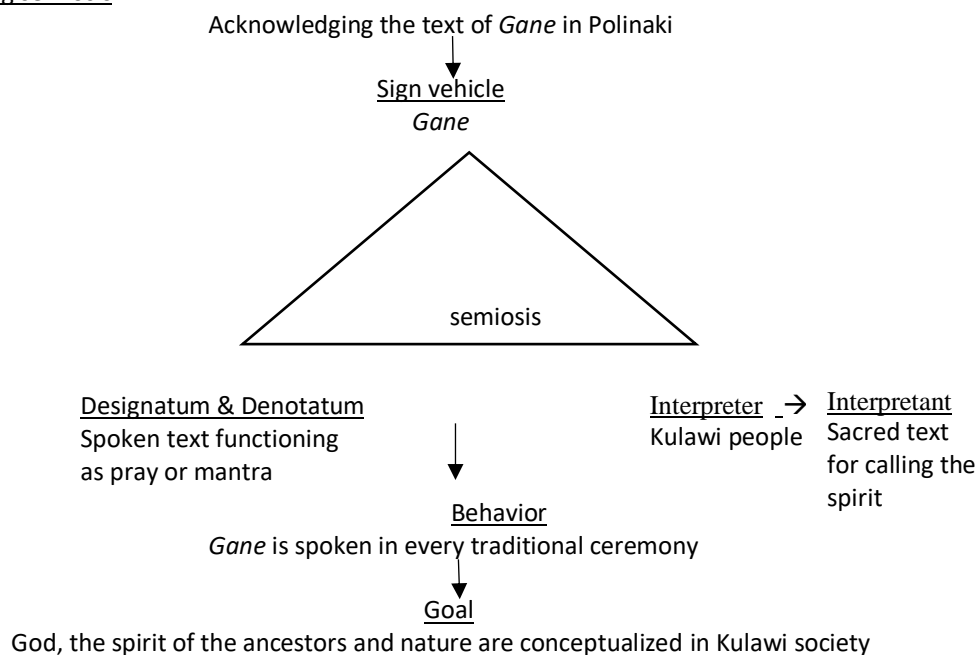 Acknowledging the text of Gane in Polinaki
Sign vehicle
Gane
semiosis
Designatum & Denotatum
Spoken text functioning
as pray or mantra
Interpreter → Interpretant
Kulawi people
Sacred text
for calling the
spirit
Behavior
Gane is spoken in every traditional ceremony
Goal
God, the spirit of the ancestors and nature are conceptualized in Kulawi society